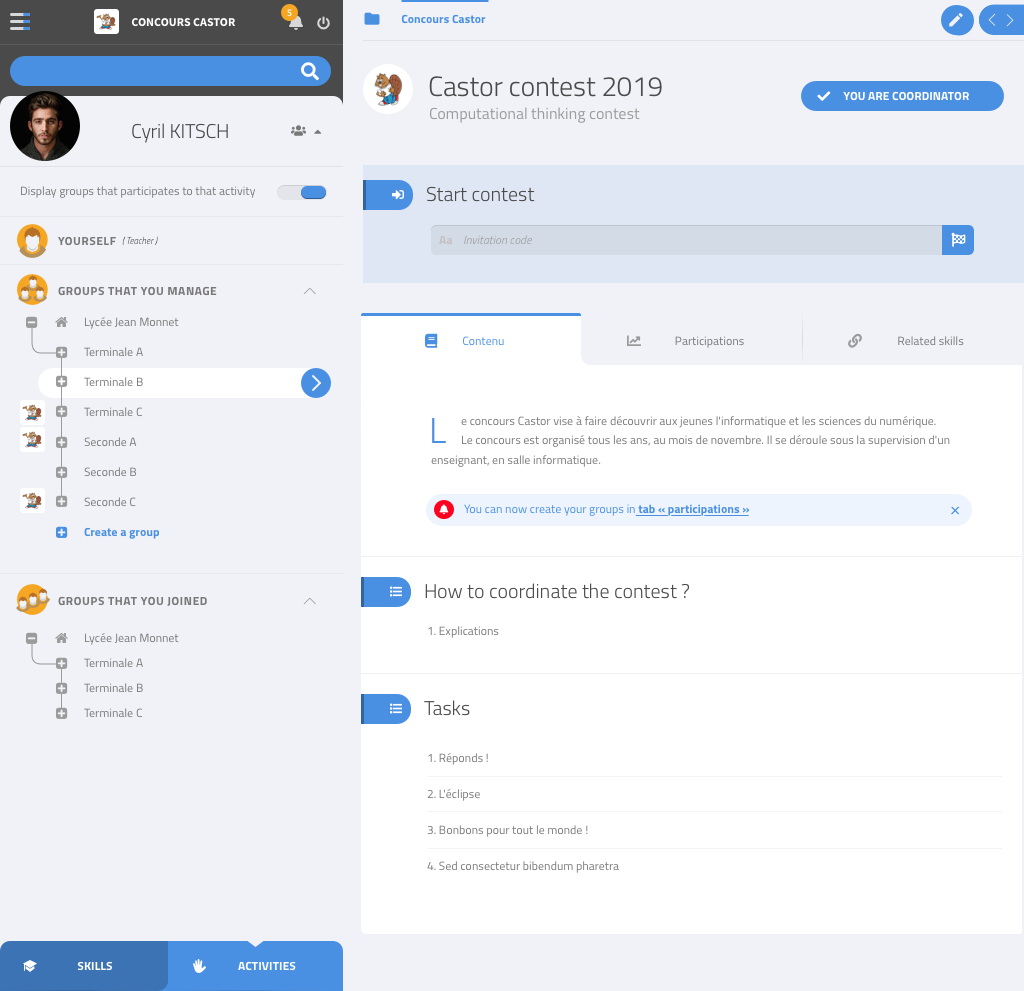 CONCOURS CASTOR
5
Cyril KITSCH
Display groups that participates to that activity
YOURSELF ( Teacher )
GROUPS THAT YOU MANAGE
Lycée Jean Monnet
Terminale A
Terminale B
Terminale C
Seconde A
Seconde B
Seconde C
Create a group
GROUPS THAT YOU JOINED
Lycée Jean Monnet
Terminale A
Terminale B
Terminale C
SKILLS
ACTIVITIES
Concours Castor
Castor contest 2019
Computational thinking contest
YOU ARE COORDINATOR
Start contest
Aa Invitation code
Contenu
Participations
Related skills
Le concours Castor vise à faire découvrir aux jeunes l'informatique et les sciences du numérique.
Le concours est organisé tous les ans, au mois de novembre. Il se déroule sous la supervision d'un
enseignant, en salle informatique.
You can now create your groups in tab « participations »
How to coordinate the contest ?
1. Explications
Tasks
1. Réponds !
2. L'éclipse
3. Bonbons pour tout le monde !
4. Sed consectetur bibendum pharetra